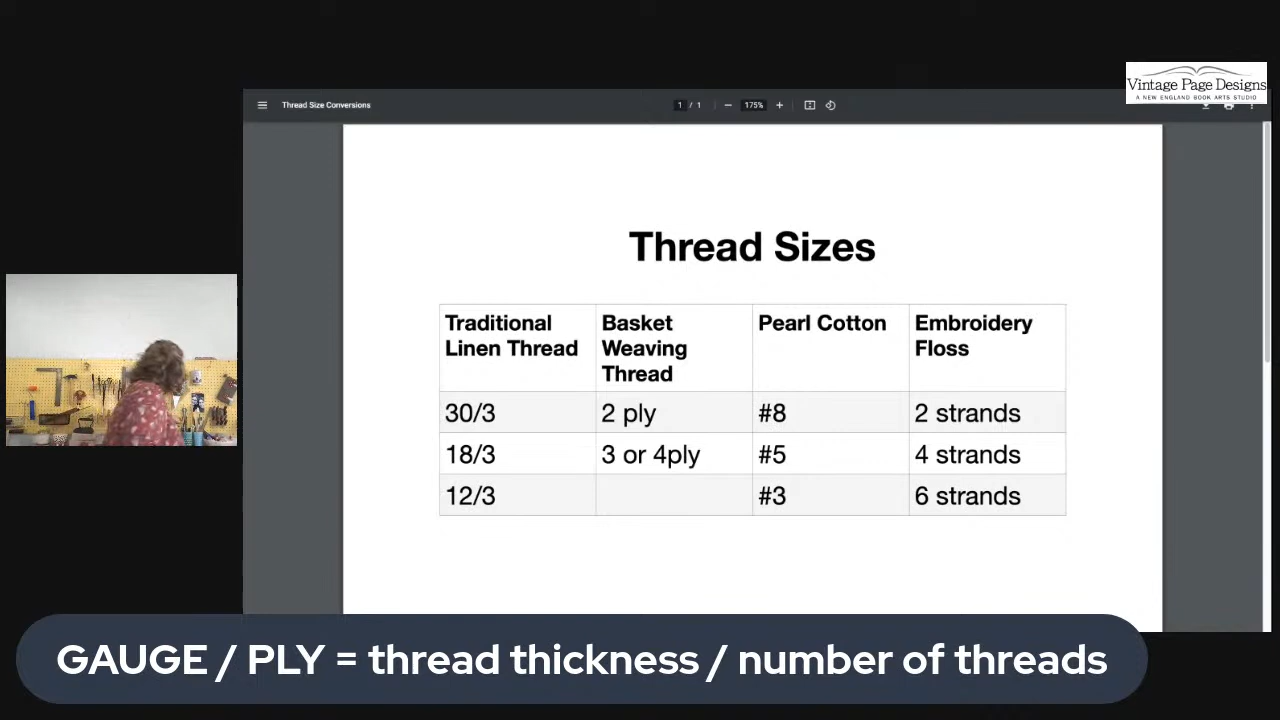 Vintage Page Designs
A NEW ENGLAND BOOK ARTS STUDIO
Thread Size Conversions
1 / 1
175%
Thread Sizes
Traditional Linen Thread
Basket Weaving Thread
Pearl Cotton
Embroidery Floss
30/3
2 ply
#8
2 strands
18/3
3 or 4ply
#5
4 strands
12/3
#3
6 strands
GAUGE / PLY = thread thickness / number of threads